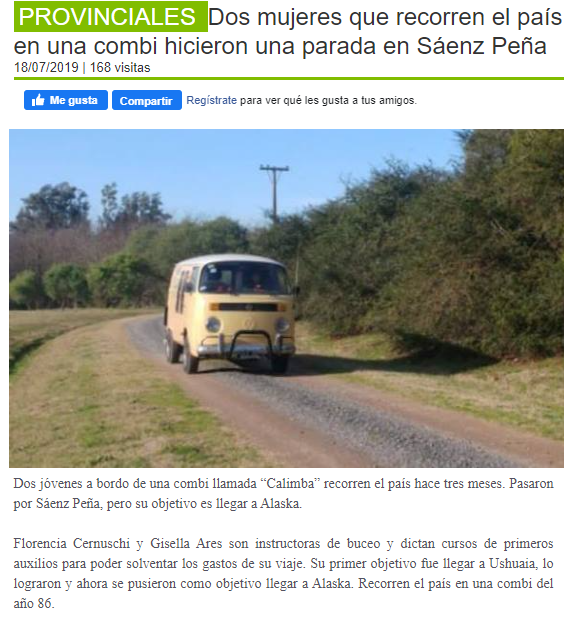 PROVINCIALES Dos mujeres que recorren el país
en una combi hicieron una parada en Sáenz Peña
18/07/2019 | 168 visitas
Me gusta Compartir Regístrate para ver qué les gusta a tus amigos.
Dos jóvenes a bordo de una combi llamada “Calimba” recorren el país hace tres meses. Pasaron
por Sáenz Peña, pero su objetivo es llegar a Alaska.
Florencia Cernuschi y Gisella Ares son instructoras de buceo y dictan cursos de primeros
auxilios para poder solventar los gastos de su viaje. Su primer objetivo fue llegar a Ushuaia, lo
lograron y ahora se pusieron como objetivo llegar a Alaska. Recorren el país en una combi del
año 86.